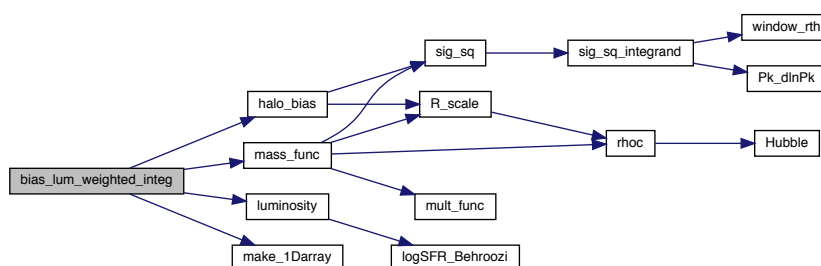 window_rth
sig_sq
sig_sq_integrand
Pk_dlnPk
halo_bias
R_scale
rhoc
Hubble
mass_func
bias_lum_weighted_integ
luminosity
mult_func
make_1Darray
logSFR_Behroozi